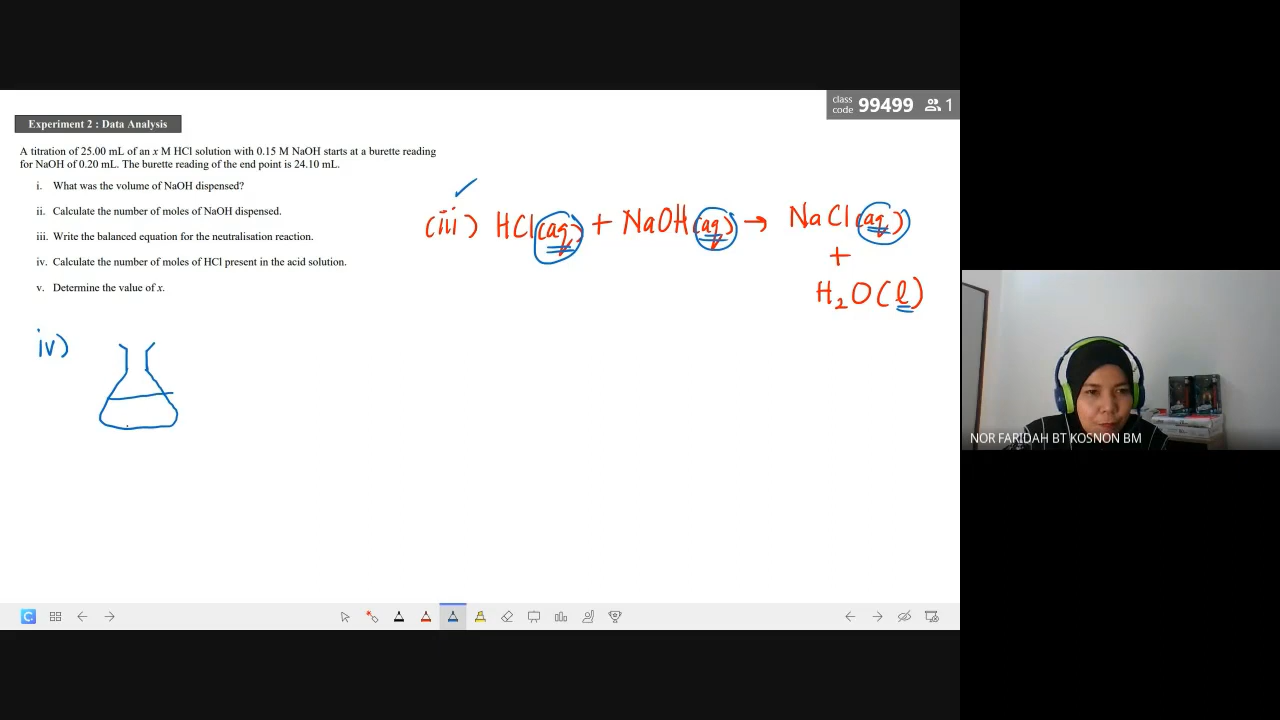 class code 99499 1
Experiment 2 : Data Analysis
A titration of 25.00 mL of an x M HCl solution with 0.15 M NaOH starts at a burette reading
for NaOH of 0.20 mL. The burette reading of the end point is 24.10 mL.
i. What was the volume of NaOH dispensed?
ii. Calculate the number of moles of NaOH dispensed.
iii. Write the balanced equation for the neutralisation reaction.
iv. Calculate the number of moles of HCl present in the acid solution.
v. Determine the value of x.
(iii) HCl(aq) + NaOH(aq) → NaCl(aq)
+
H₂O(l)
iv)
NOR FARIDAH BT KOSNON BM